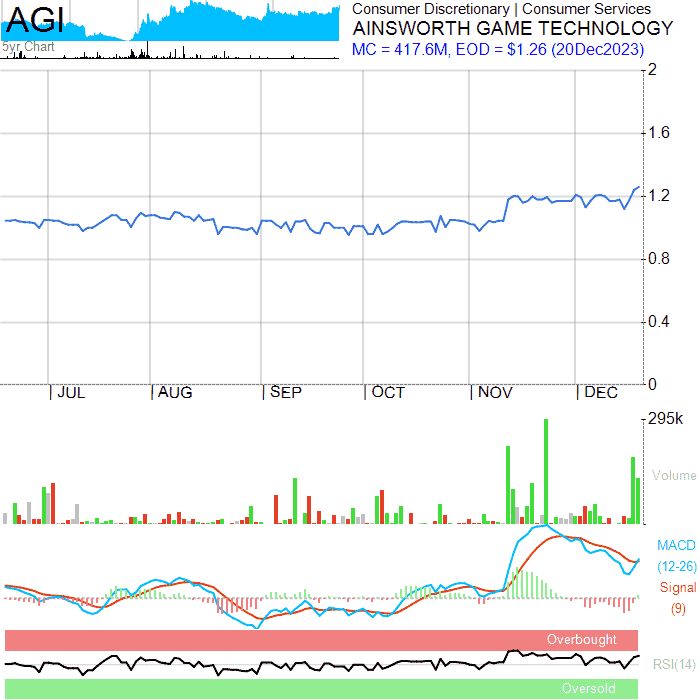 AGI
5yr Chart
Consumer Discretionary | Consumer Services
AINSWORTH GAME TECHNOLOGY
MC = 417.6M, EOD = $1.26 (20Dec2023)
2
1.6
1.2
0.8
0.4
0
| JUL | AUG | SEP | OCT | NOV | DEC
295k
Volume
MACD
(12-26)
Signal
(9)
Overbought
RSI(14)
Oversold